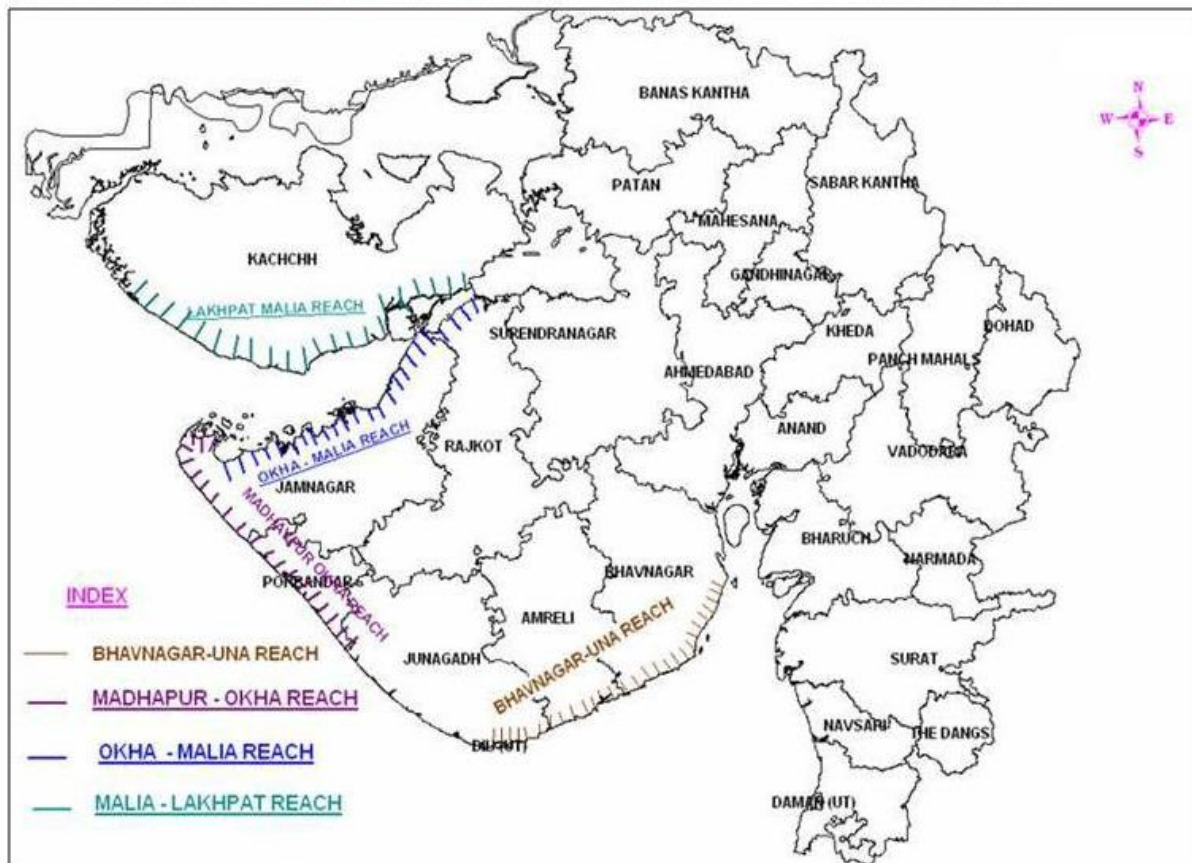 BANAS KANTHA
N
W E
S
PATAN
SABAR KANTHA
MAHESANA
KACHCHH
GANDHINAGAR
LAKHPAT MALIA REACH
SURENDRANAGAR
KHEDA
DOHAD
PANCH MAHALS
AHMEDABAD
ANAND
RAJKOT
VADODARA
OKHA - MALIA REACH
JAMNAGAR
MADHAVPUR OKHA REACH
BHARUCH
NARMADA
PORBANDAR
BHAVNAGAR
AMRELI
BHAVNAGAR-UNA REACH
JUNAGADH
SURAT
NAVSARI
THE DANGS
DIU (UT)
DAMAN (UT)
INDEX
BHAVNAGAR-UNA REACH
MADHAPUR - OKHA REACH
OKHA - MALIA REACH
MALIA - LAKHPAT REACH